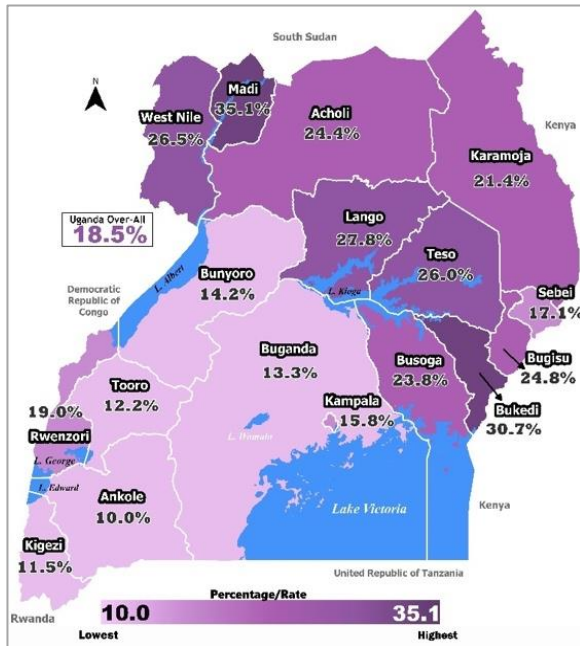 South Sudan
N
Madi
35.1%
West Nile
26.5%
Acholi
24.4%
Kenya
Karamoja
21.4%
Uganda Over-All
18.5%
Lango
27.8%
Teso
26.0%
L. Albert
Bunyoro
14.2%
L. Kioga
Democratic
Republic of
Congo
Sebei
17.1%
Buganda
13.3%
Busoga
23.8%
Bugisu
24.8%
Tooro
12.2%
Kampala
15.8%
Bukedi
30.7%
19.0%
Rwenzori
L. Wamala
L. George
L. Edward
Ankole
10.0%
Lake Victoria
Kenya
Kigezi
11.5%
United Republic of Tanzania
Rwanda
Percentage/Rate
10.0 35.1
Lowest Highest